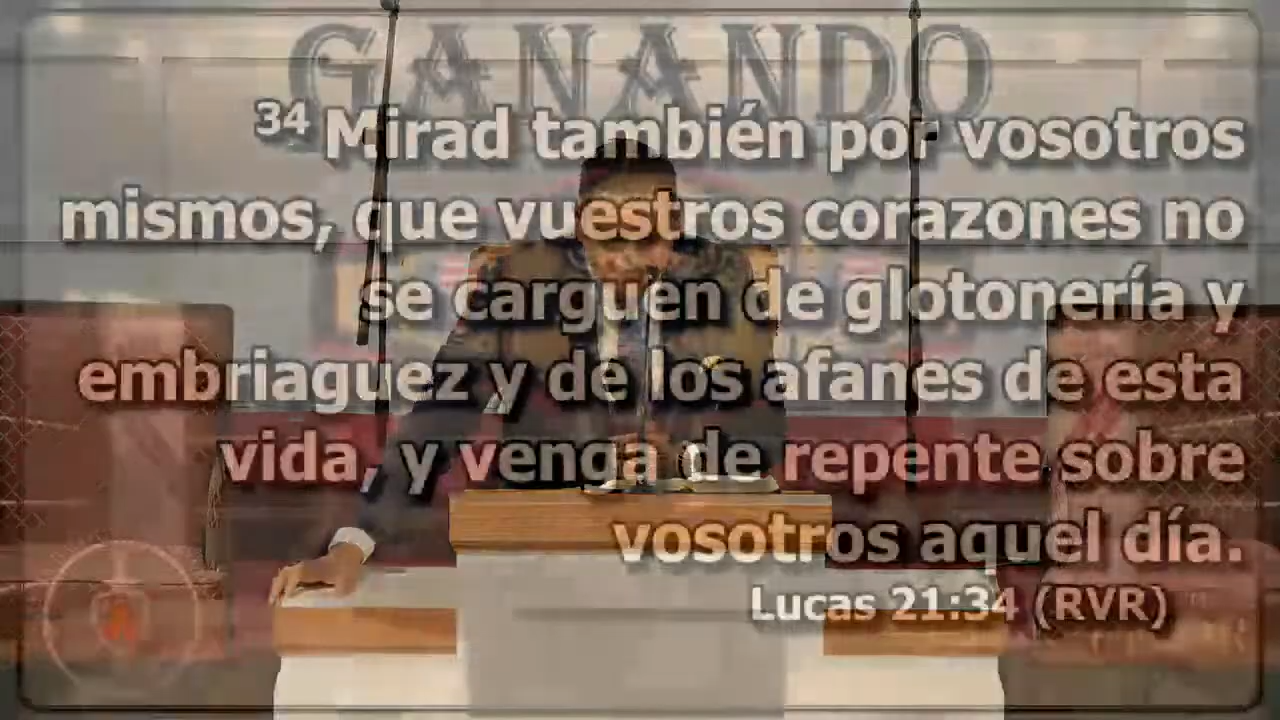 GANANDO
34 Mirad también por vosotros
mismos, que vuestros corazones no
se carguen de glotonería y
embriaguez y de los afanes de esta
vida, y venga de repente sobre
vosotros aquel día.
Lucas 21:34 (RVR)